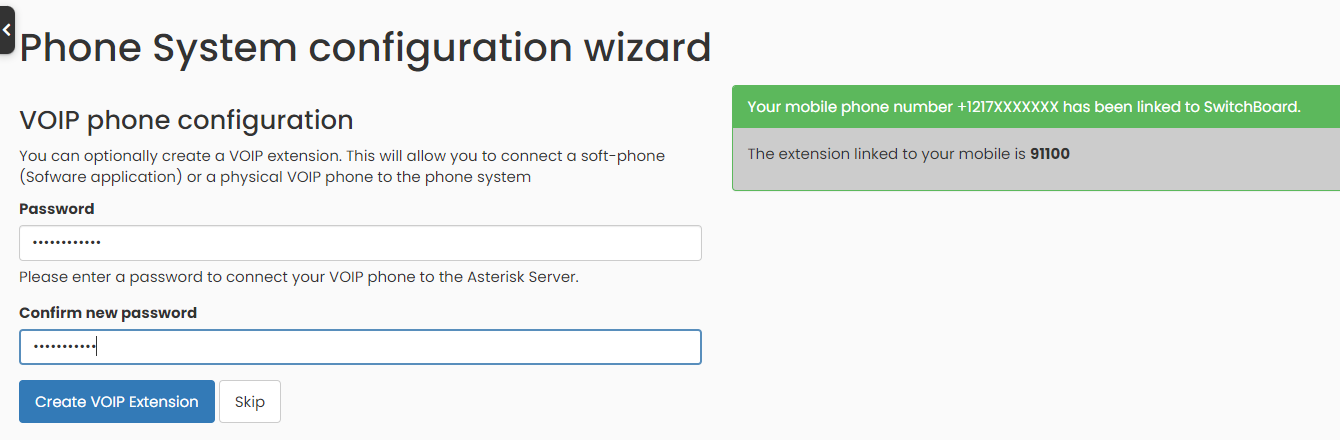 Phone System configuration wizard
VOIP phone configuration
You can optionally create a VOIP extension. This will allow you to connect a soft-phone
(Sofware application) or a physical VOIP phone to the phone system
Password
••••••••••••
Please enter a password to connect your VOIP phone to the Asterisk Server.
Confirm new password
•••••••••••
Create VOIP Extension
Skip
Your mobile phone number +1217XXXXXXX has been linked to SwitchBoard.
The extension linked to your mobile is 91100